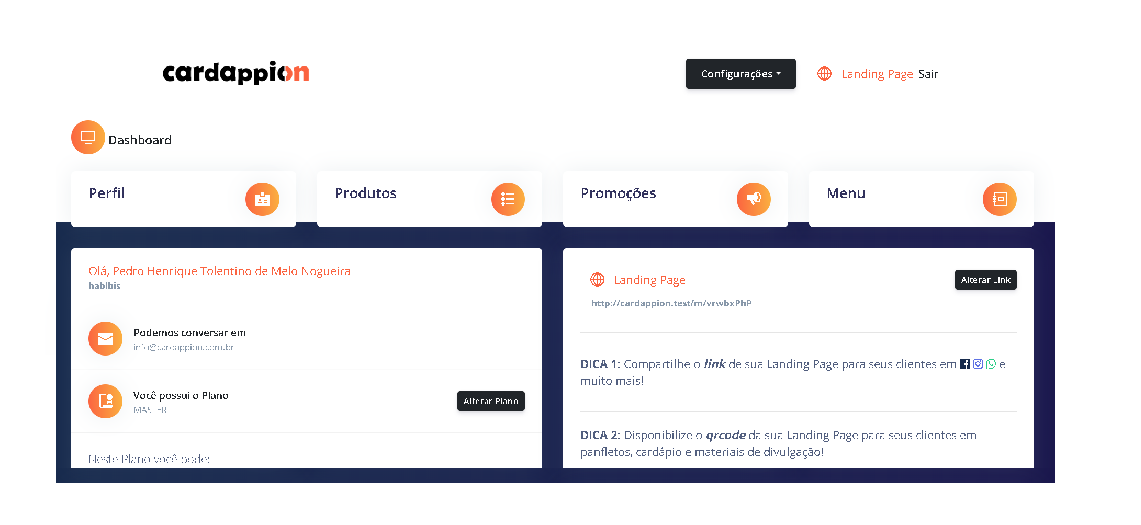 cardappion
Configurações
Landing Page Sair
Dashboard
Perfil
Produtos
Promoções
Menu
Olá, Pedro Henrique Tolentino de Melo Nogueira
habibis
Podemos conversar em
info@cardappion.com.br
Você possui o Plano
MASTER
Alterar Plano
Neste Plano você pode:
Landing Page
Alterar Link
http://cardappion.test/m/vrwbxPhP
DICA 1: Compartilhe o link de sua Landing Page para seus clientes em e
muito mais!
DICA 2: Disponibilize o qrcode da sua Landing Page para seus clientes em
panfletos, cardápio e materiais de divulgação!